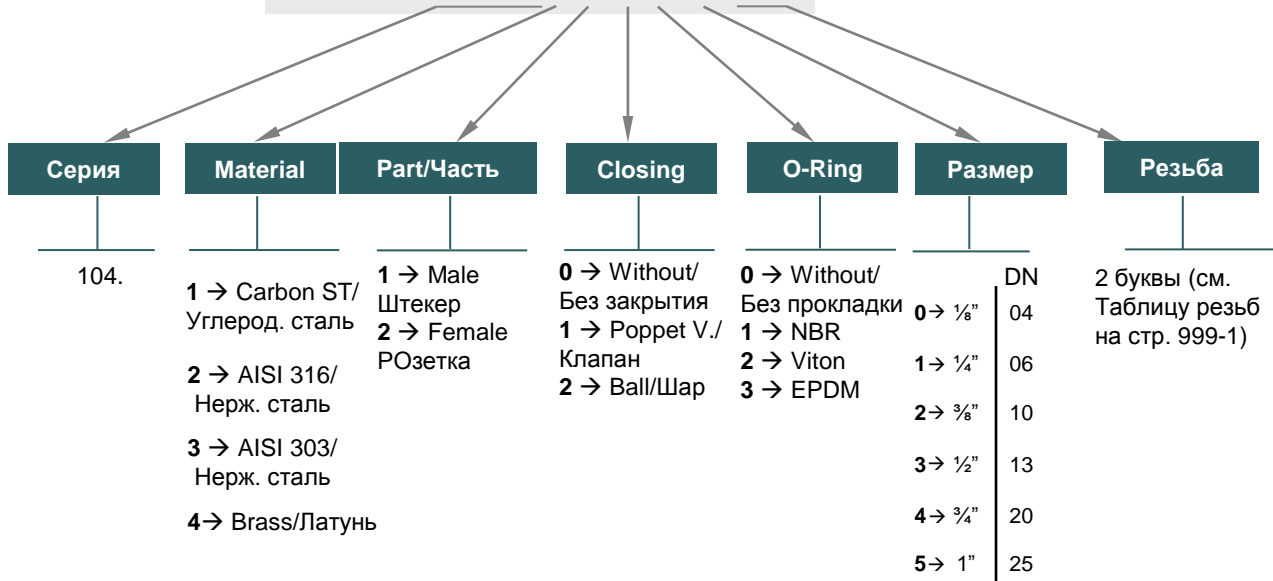 Серия
Material
Part/Часть
Closing
O-Ring
Размер
Резьба
104.
1 → Carbon ST/
Углерод. сталь
2 → AISI 316/
Нерж. сталь
3 → AISI 303/
Нерж. сталь
4→ Brass/Латунь
1 → Male
Штекер
2 → Female
РОзетка
0 → Without/
Без закрытия
1 → Poppet V./
Клапан
2 → Ball/Шар
0 → Without/
Без прокладки
1 → NBR
2 → Viton
3 → EPDM
DN
0→ ⅛” 04
1→ ¼” 06
2→ ⅜” 10
3→ ½” 13
4→ ¾” 20
5→ 1” 25
2 буквы (см.
Таблицу резьб
на стр. 999-1)